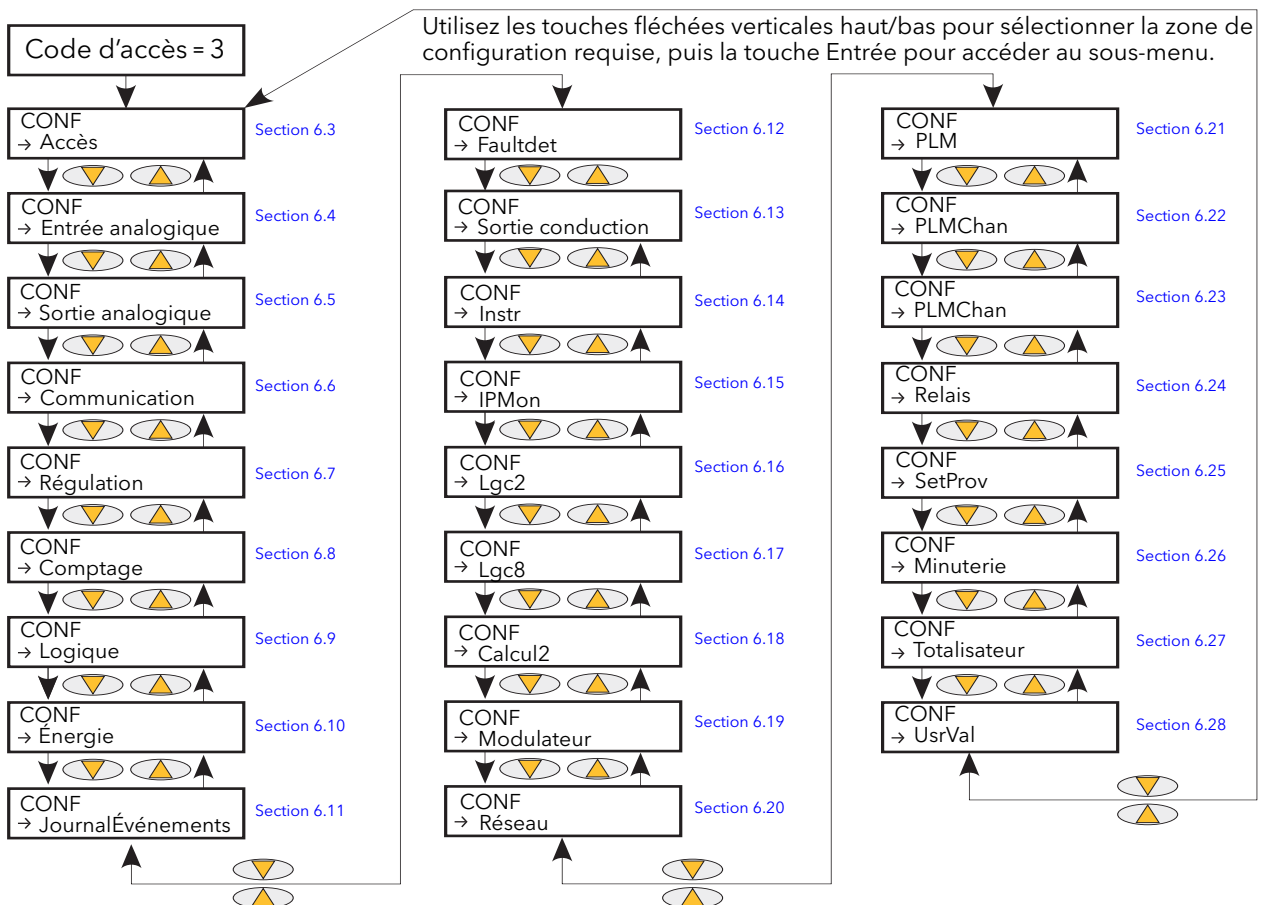 Utilisez les touches fléchées verticales haut/bas pour sélectionner la zone de
configuration requise, puis la touche Entrée pour accéder au sous-menu.
Code d'accès = 3
CONF
→ Accès
Section 6.3
CONF
→ Entrée analogique
Section 6.4
CONF
→ Sortie analogique
Section 6.5
CONF
→ Communication
Section 6.6
CONF
→ Régulation
Section 6.7
CONF
→ Comptage
Section 6.8
CONF
→ Logique
Section 6.9
CONF
→ Énergie
Section 6.10
CONF
→ JournalÉvénements
Section 6.11
CONF
→ Faultdet
Section 6.12
CONF
→ Sortie conduction
Section 6.13
CONF
→ Instr
Section 6.14
CONF
→ IPMon
Section 6.15
CONF
→ Lgc2
Section 6.16
CONF
→ Lgc8
Section 6.17
CONF
→ Calcul2
Section 6.18
CONF
→ Modulateur
Section 6.19
CONF
→ Réseau
Section 6.20
CONF
→ PLM
Section 6.21
CONF
→ PLMChan
Section 6.22
CONF
→ PLMChan
Section 6.23
CONF
→ Relais
Section 6.24
CONF
→ SetProv
Section 6.25
CONF
→ Minuterie
Section 6.26
CONF
→ Totalisateur
Section 6.27
CONF
→ UsrVal
Section 6.28